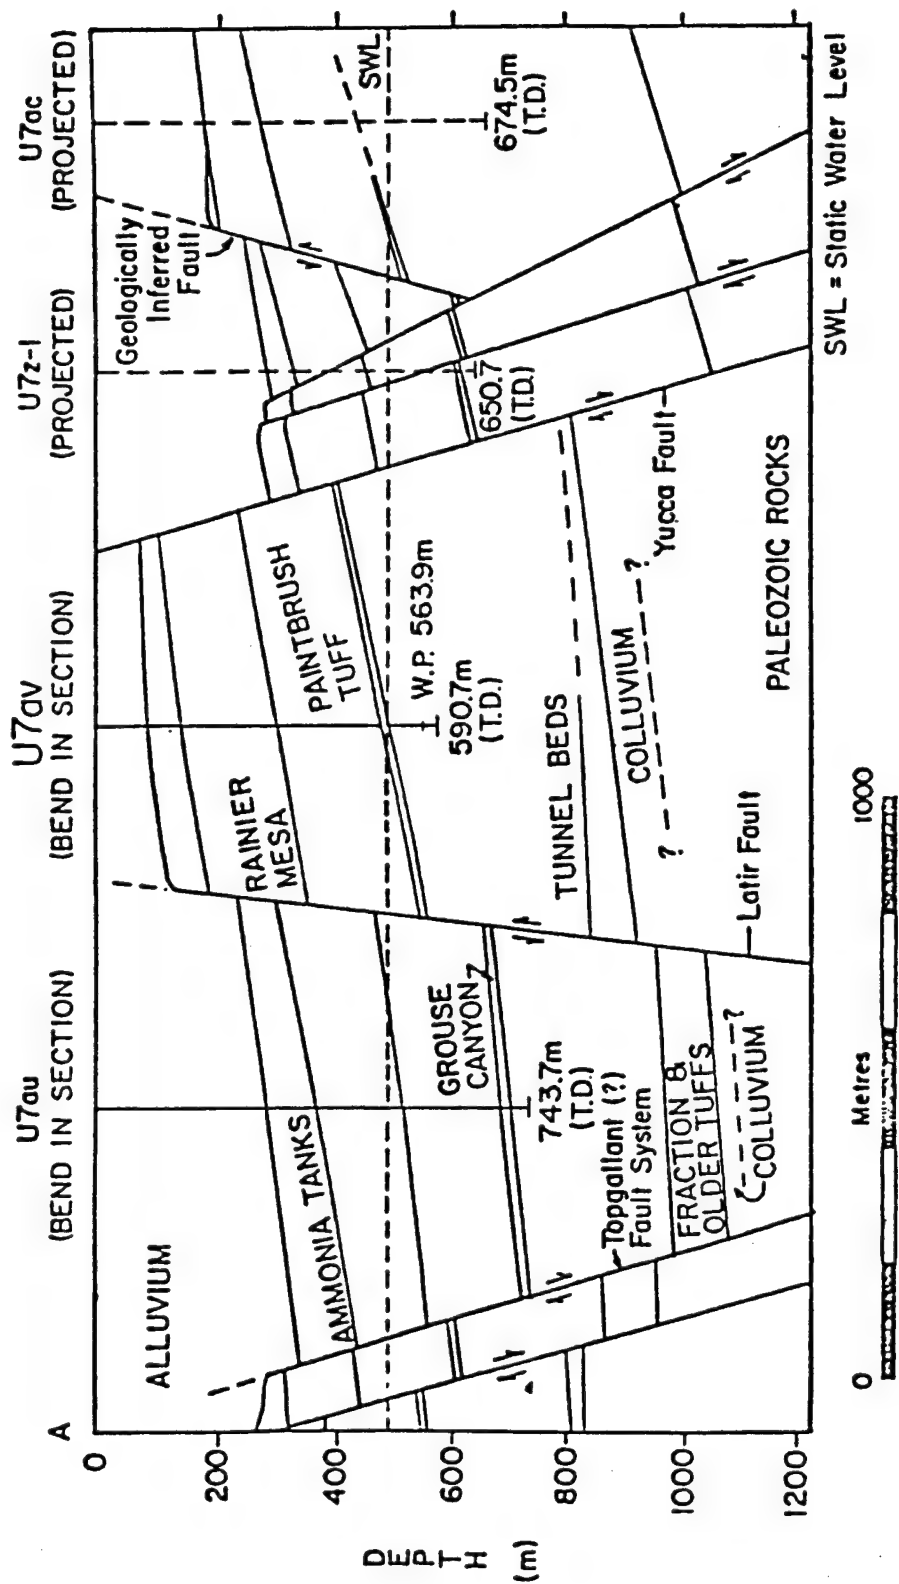 A
U7au
(BEND IN SECTION)
U7av
(BEND IN SECTION)
U7z-1
(PROJECTED)
U7ac
(PROJECTED)
DEPTH
(m)
0
200
400
600
800
1000
1200
ALLUVIUM
AMMONIA TANKS
RAINIER
MESA
PAINTBRUSH
TUFF
Geologically
Inferred
Fault
SWL
GROUSE
CANYON
743.7m
(T.D.)
W.P. 563.9m
590.7m
(T.D.)
650.7
(T.D.)
674.5m
(T.D.)
Topgallant (?)
Fault System
FRACTION &
OLDER TUFFS
?
COLLUVIUM
TUNNEL BEDS
COLLUVIUM
?
?
Latir Fault
Yucca Fault
PALEOZOIC ROCKS
SWL = Static Water Level
0
Metres
1000